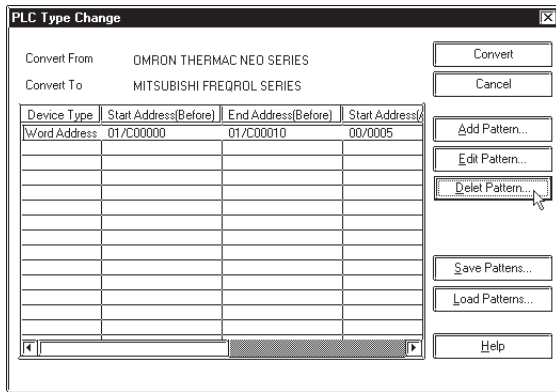 PLC Type Change
Convert From OMRON THERMAC NEO SERIES
Convert To MITSUBISHI FREQROL SERIES
Convert
Cancel
Device Type Start Address(Before) End Address(Before) Start Address(
Word Address 01/C00000 01/C00010 00/0005
Add Pattern...
Edit Pattern...
Delet Pattern...
Save Pattens...
Load Patterns...
Help